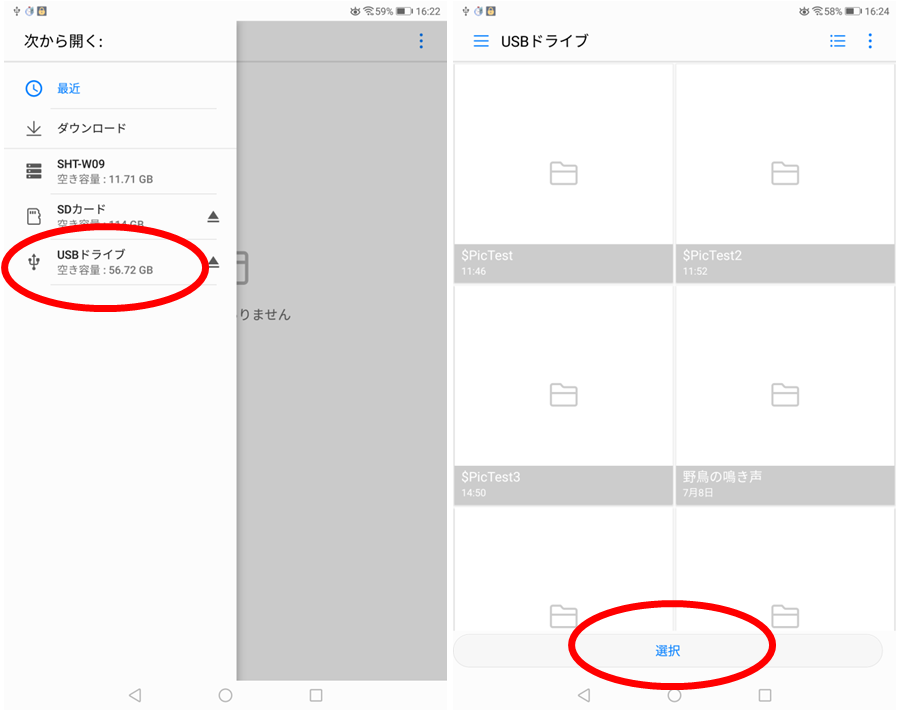 59% 16:22
次から開く:
最近
ダウンロード
SHT-W09
空き容量 : 11.71 GB
SDカード
空き容量 : 114 GB
USBドライブ
空き容量 : 56.72 GB
りません
58% 16:24
USBドライブ
$PicTest
11:46
$PicTest2
11:52
$PicTest3
14:50
野鳥の鳴き声
7月8日
選択